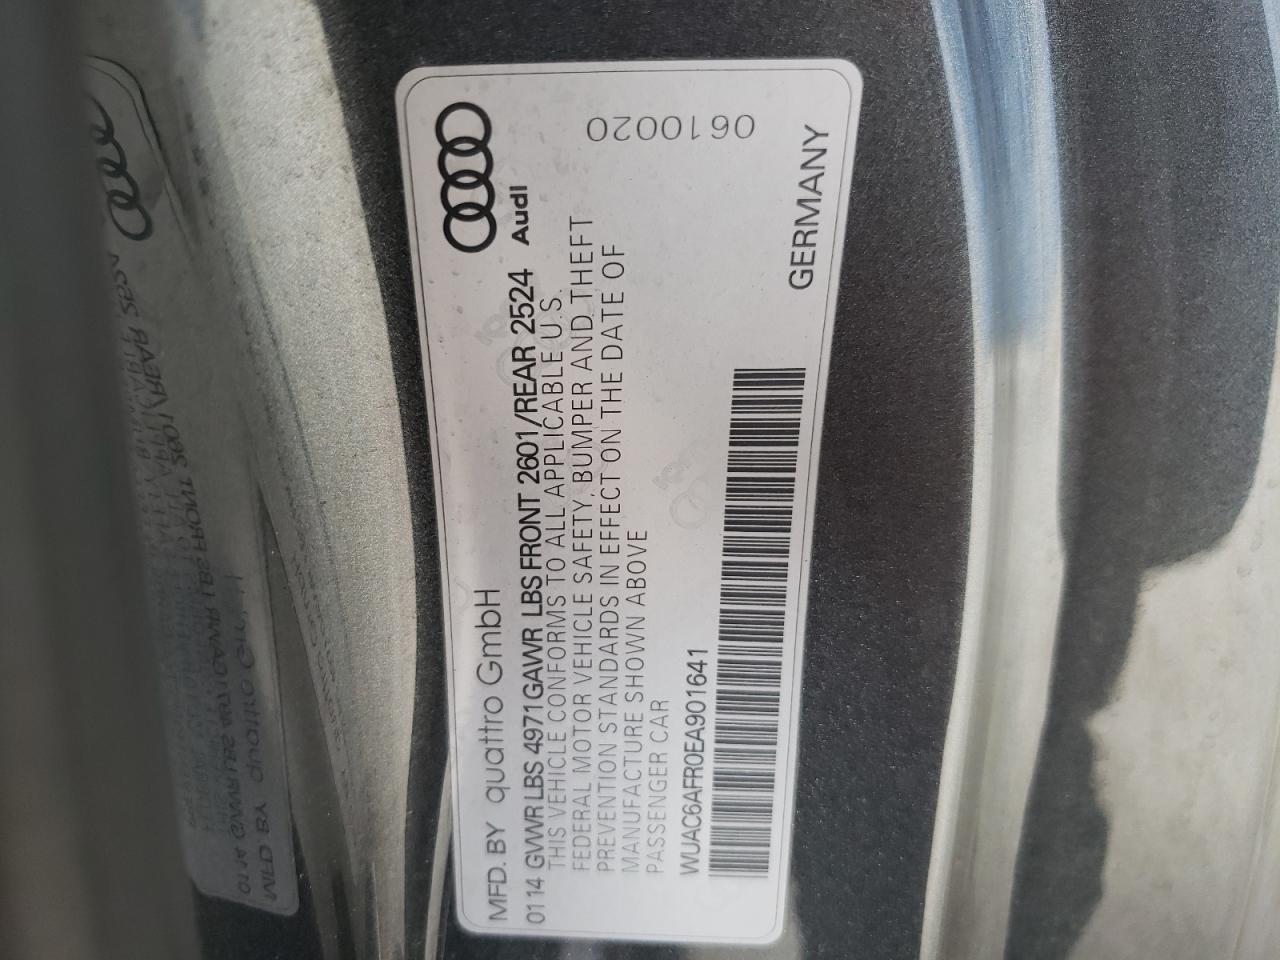 MFD. BY quattro GmbH
Audi
01 14 GVWR LBS 4971 GAWR LBS FRONT 2601/REAR 2524
THIS VEHICLE CONFORMS TO ALL APPLICABLE U.S.
FEDERAL MOTOR VEHICLE SAFETY, BUMPER AND THEFT
PREVENTION STANDARDS IN EFFECT ON THE DATE OF
MANUFACTURE SHOWN ABOVE
PASSENGER CAR
WUAC6AFR0EA901641
GERMANY
0610020